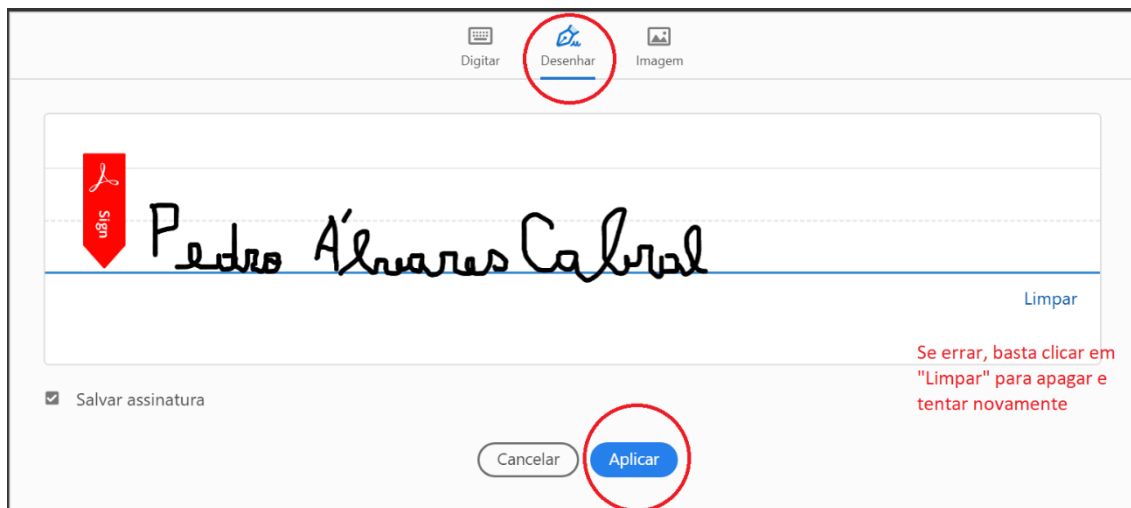 Digitar Desenhar Imagem
Sign
Pedro Álvares Cabral
Limpar
Se errar, basta clicar em
"Limpar" para apagar e
tentar novamente
Salvar assinatura
Cancelar Aplicar